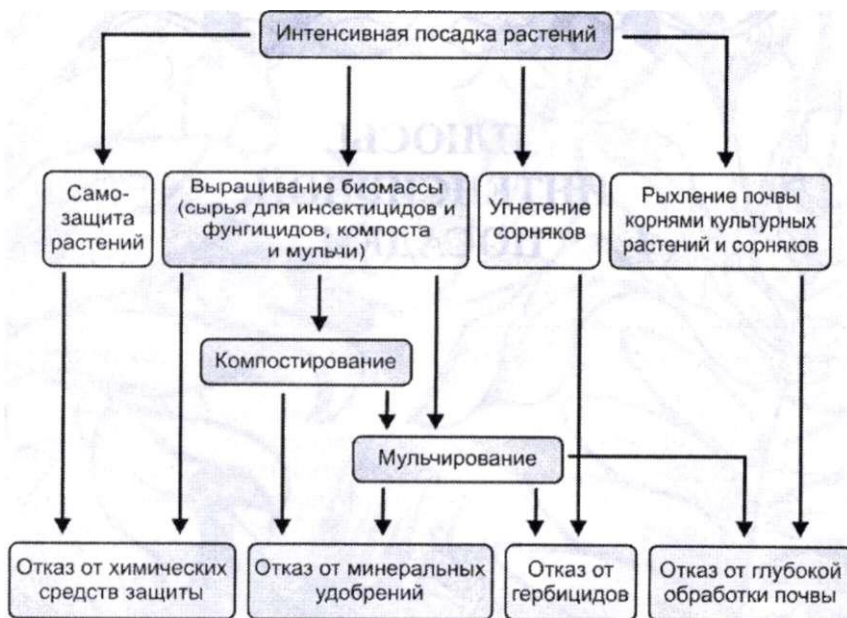 Интенсивная посадка растений
ПЛЮСЫ
ИНТЕНСИВНОЙ
Само-
защита
растений
Выращивание биомассы
(сырья для инсектицидов и
фунгицидов, компоста
и мульчи)
Угнетение
сорняков
Рыхление почвы
корнями культурных
растений и сорняков
Компостирование
Мульчирование
Отказ от химических
средств защиты
Отказ от минеральных
удобрений
Отказ от
гербицидов
Отказ от глубокой
обработки почвы